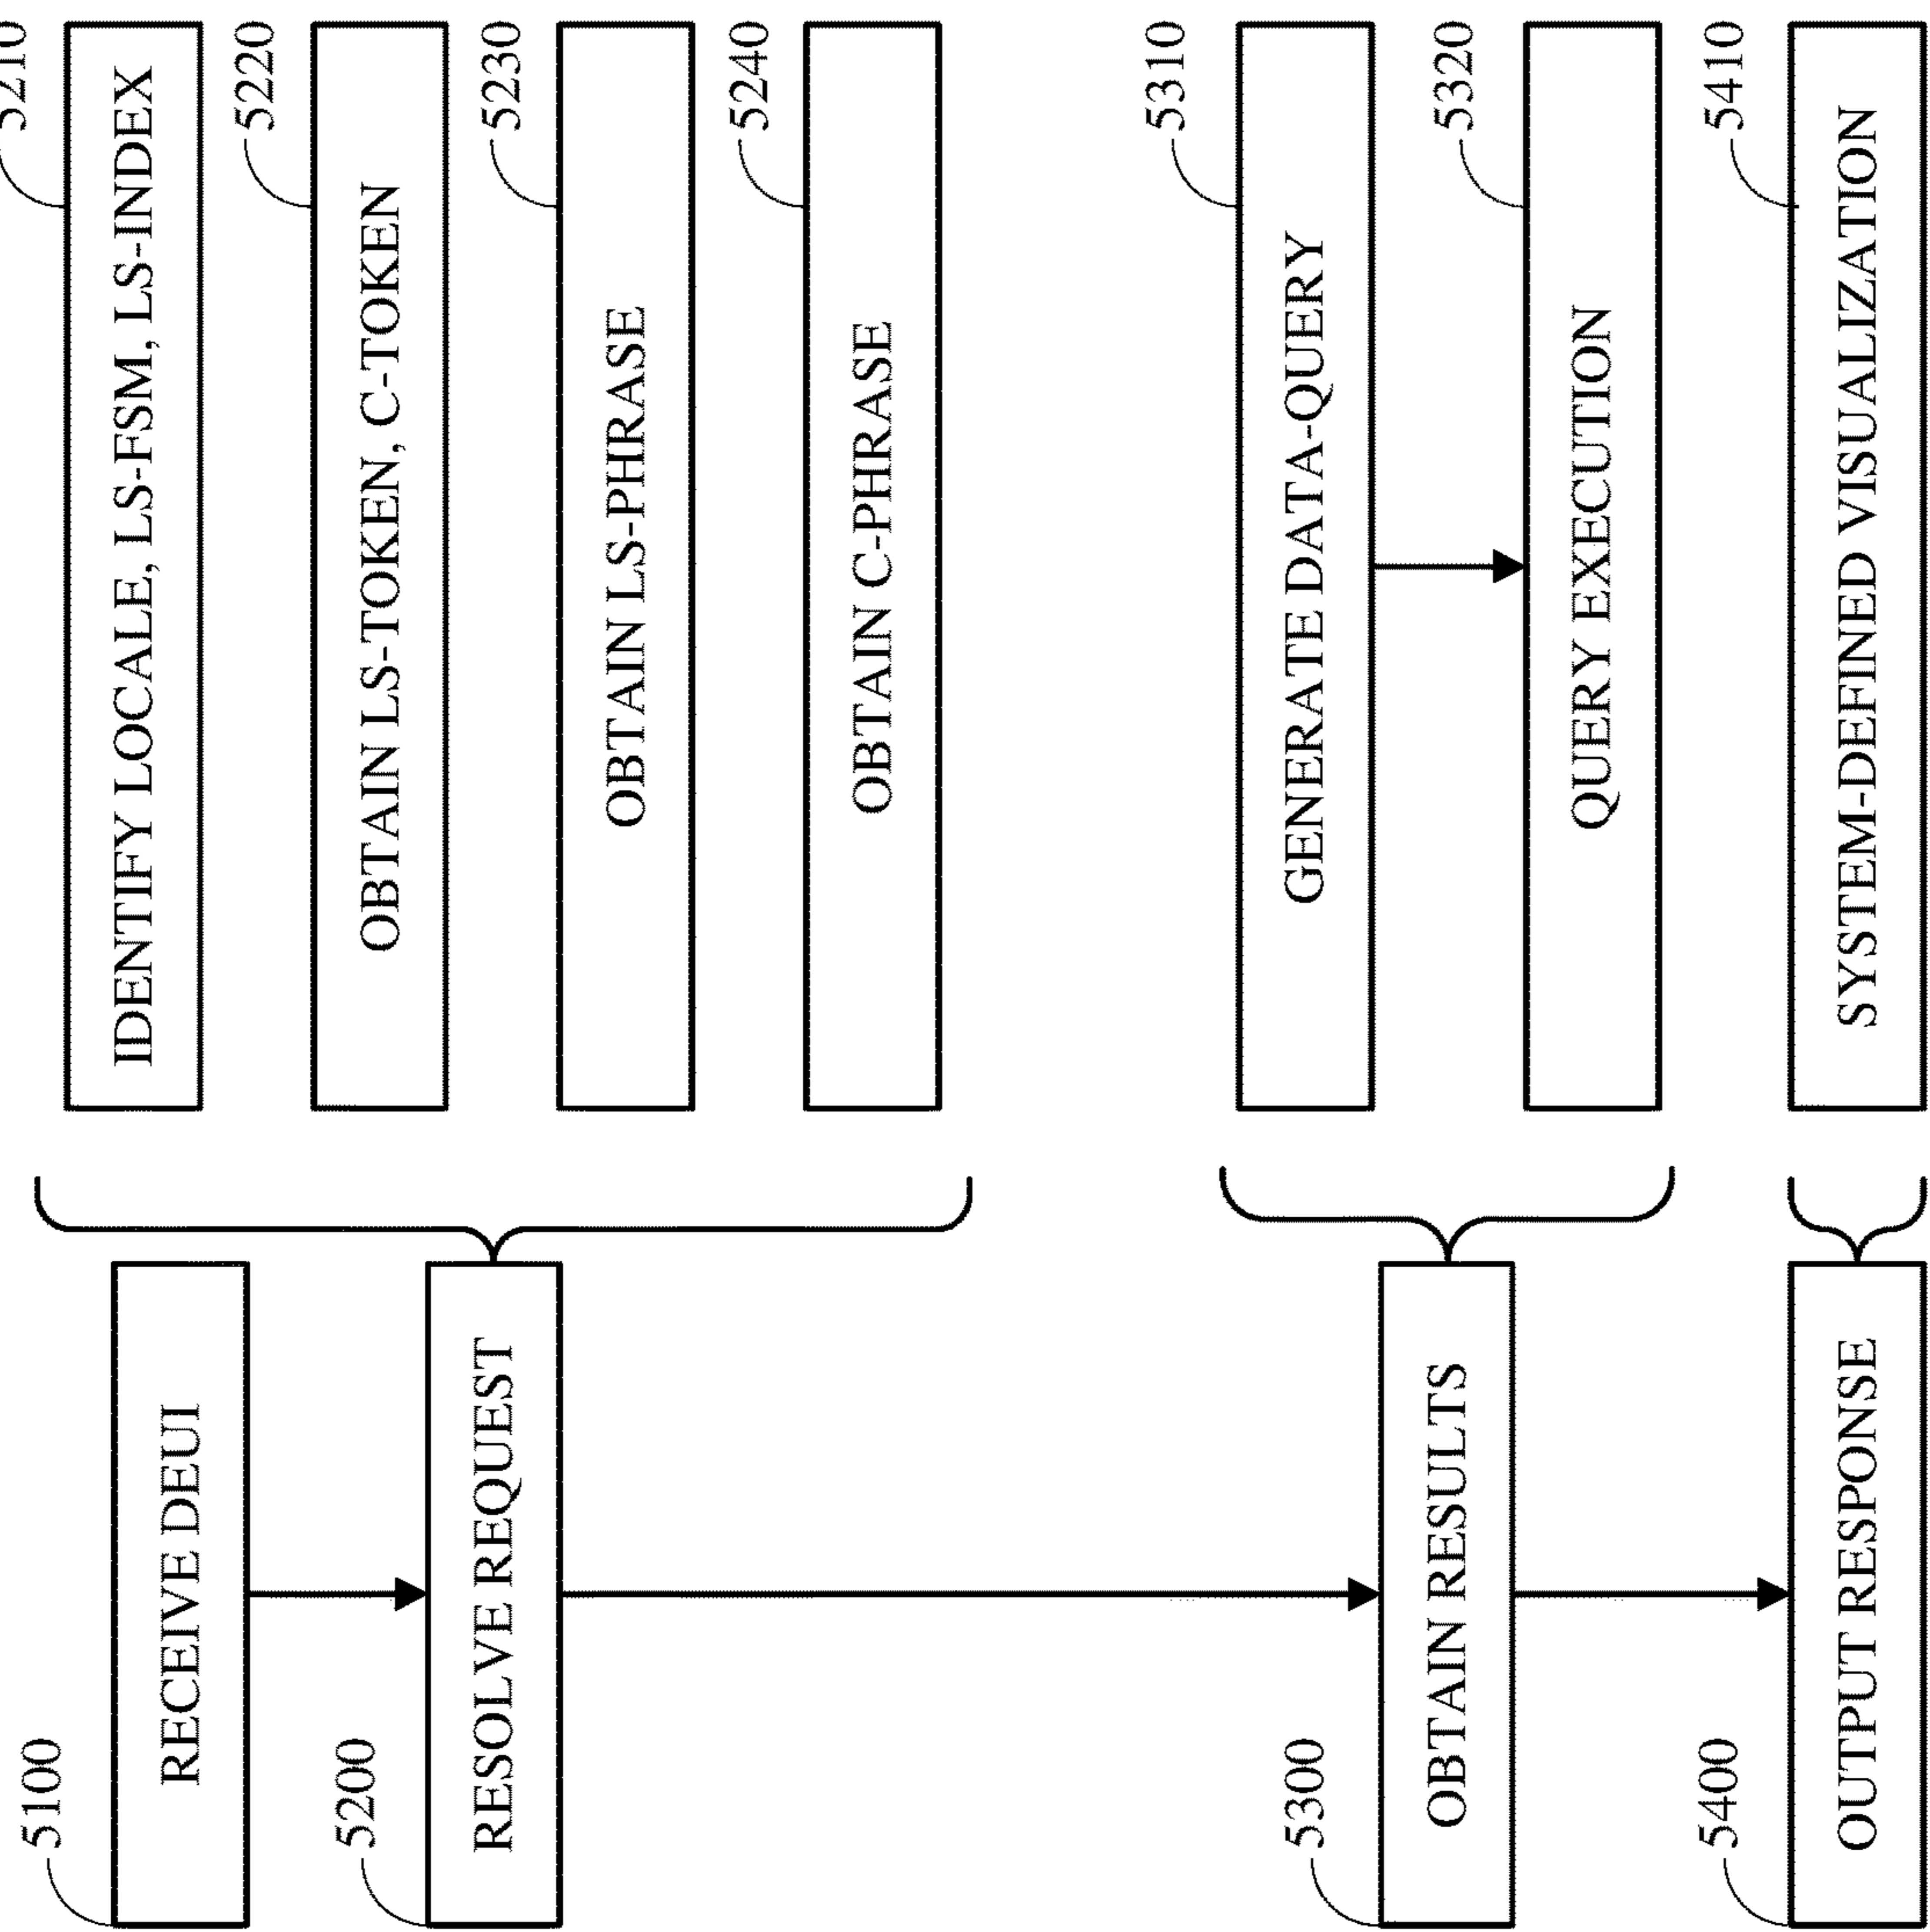 5100
RECEIVE DEUI
5200
RESOLVE REQUEST
5210
IDENTIFY LOCALE, LS-FSM, LS-INDEX
5220
OBTAIN LS-TOKEN, C-TOKEN
5230
OBTAIN LS-PHRASE
5240
OBTAIN C-PHRASE
5300
OBTAIN RESULTS
5310
GENERATE DATA-QUERY
5320
QUERY EXECUTION
5400
OUTPUT RESPONSE
5410
SYSTEM-DEFINED VISUALIZATION